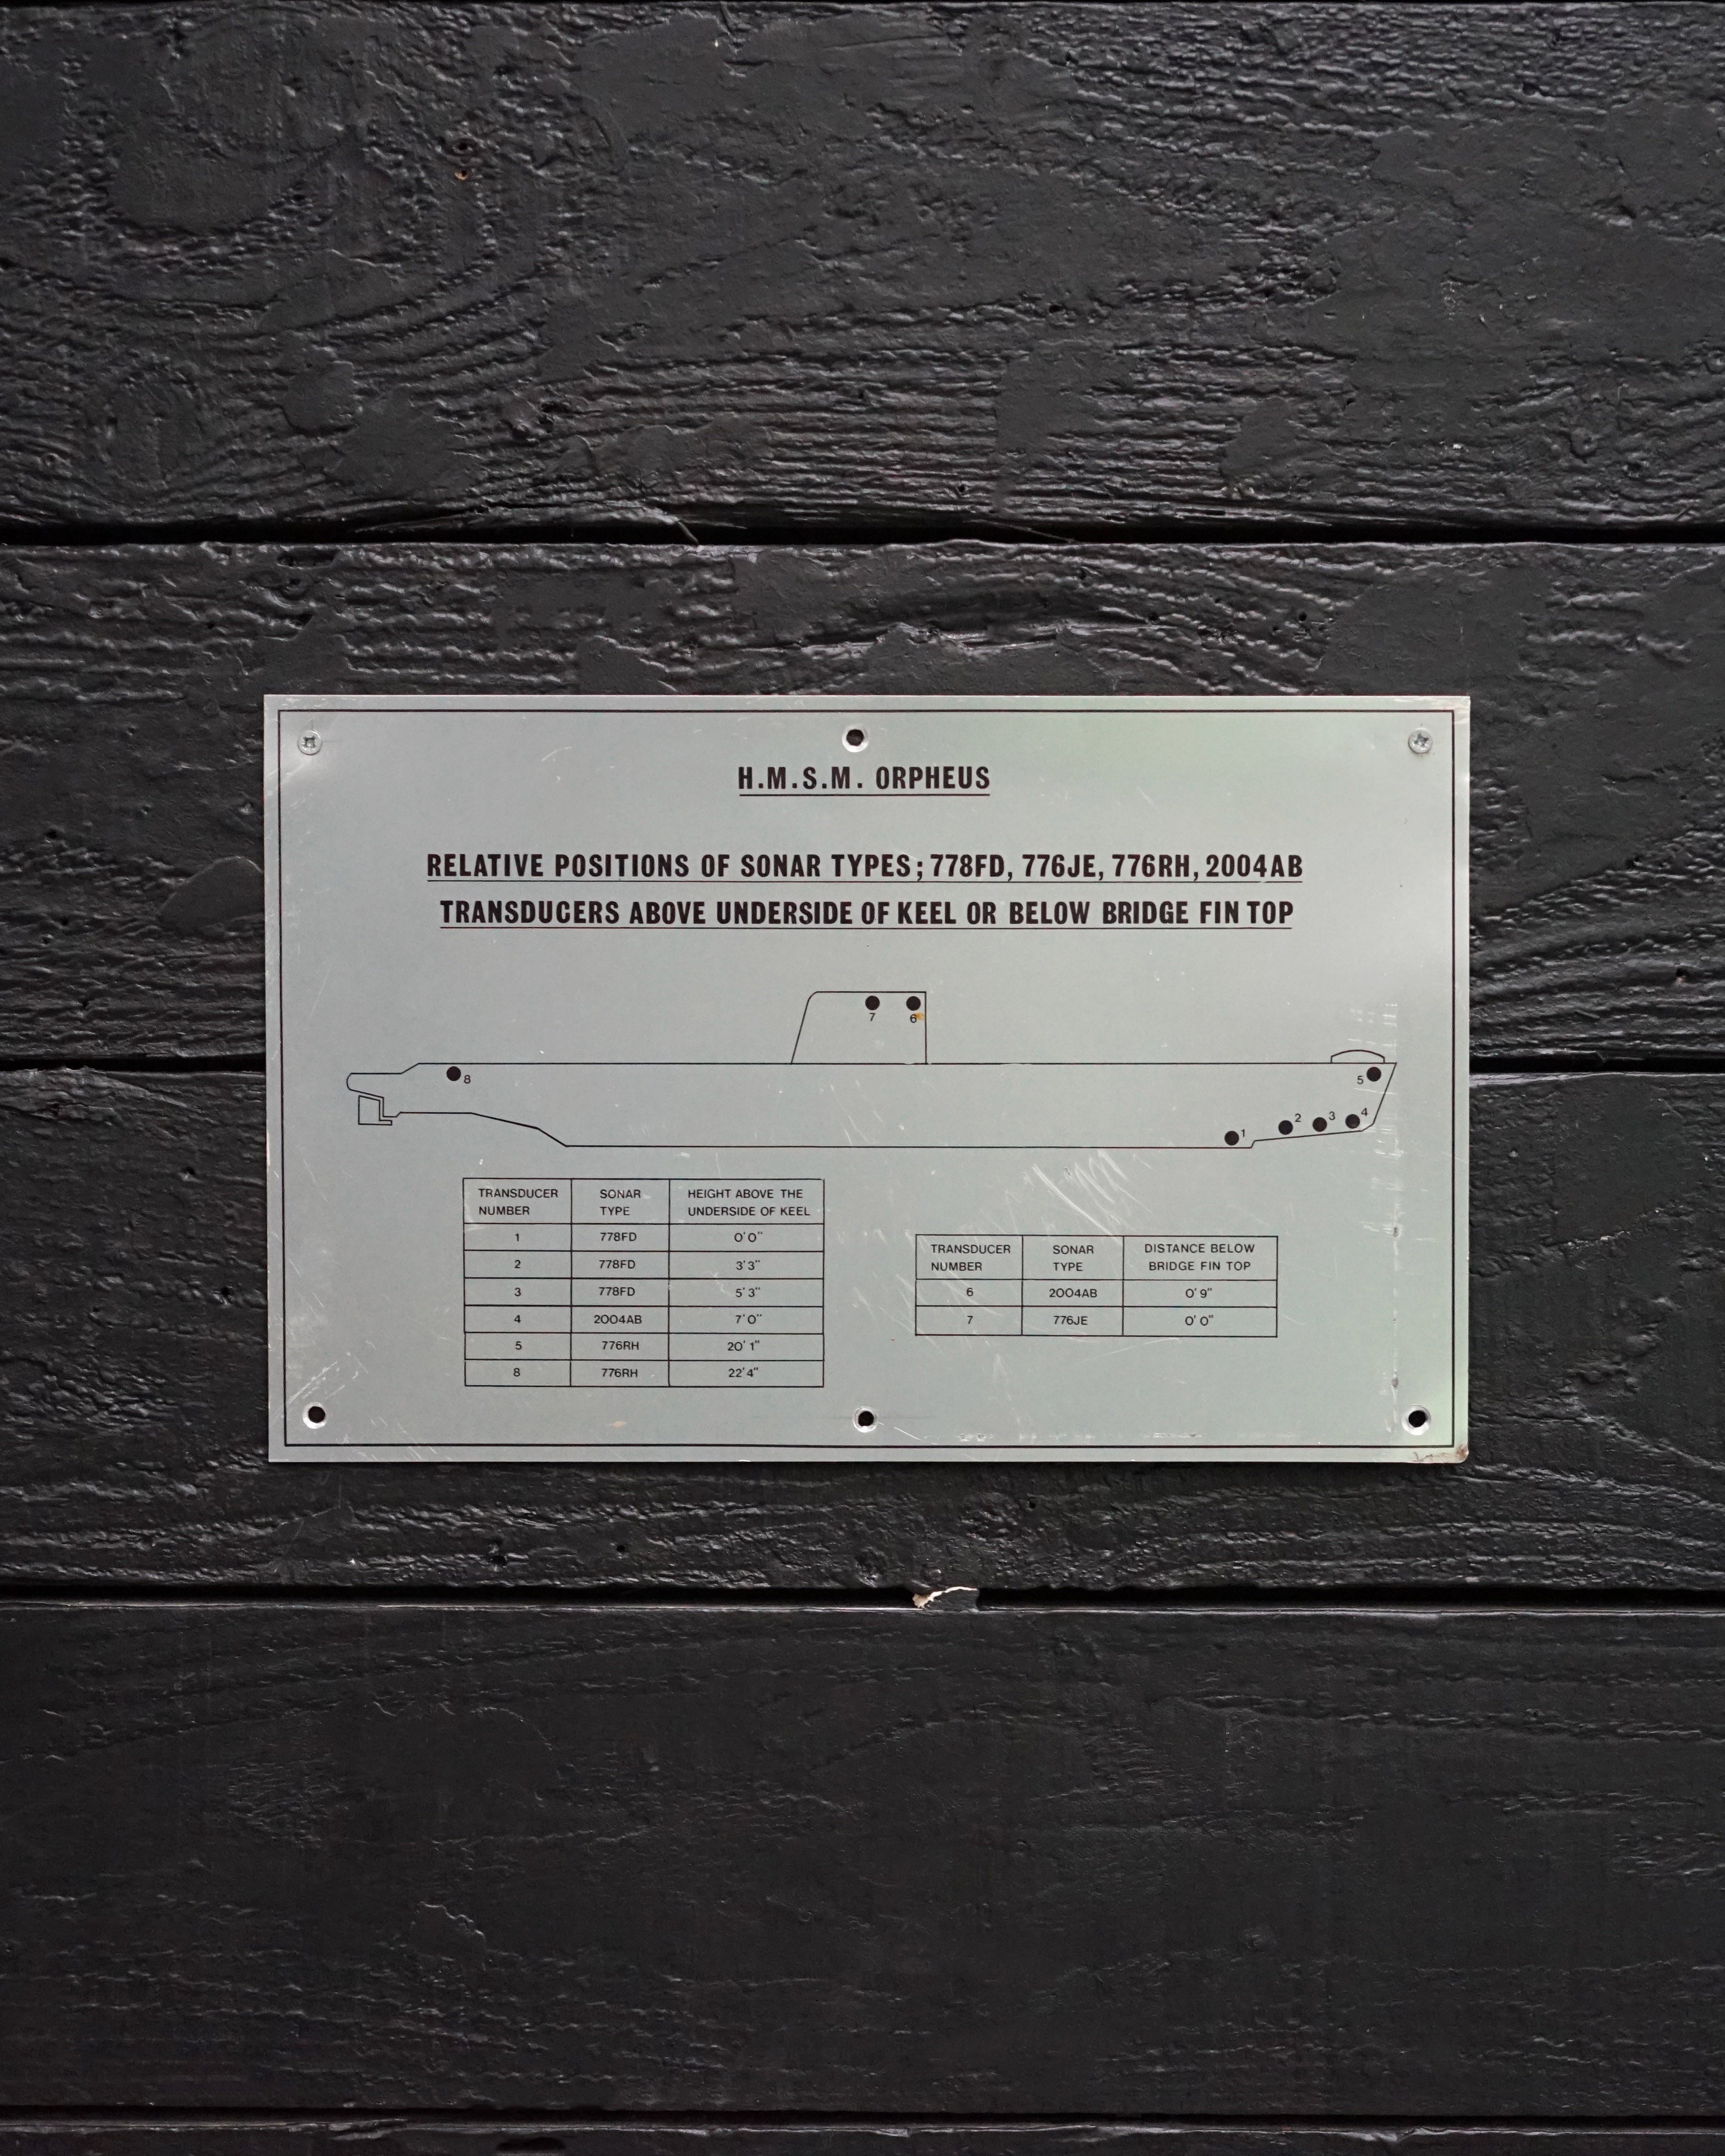 H.M.S.M. ORPHEUS
RELATIVE POSITIONS OF SONAR TYPES; 778FD, 776JE, 776RH, 2004AB
TRANSDUCERS ABOVE UNDERSIDE OF KEEL OR BELOW BRIDGE FIN TOP
7 6
8 5
1 2 3 4
TRANSDUCER NUMBER SONAR TYPE HEIGHT ABOVE THE UNDERSIDE OF KEEL
1 778FD 0'0"
2 778FD 3'3"
3 778FD 5'3"
4 2004AB 7'0"
5 776RH 20'1"
8 776RH 22'4"
TRANSDUCER NUMBER SONAR TYPE DISTANCE BELOW BRIDGE FIN TOP
6 2004AB 0'9"
7 776JE 0'0"